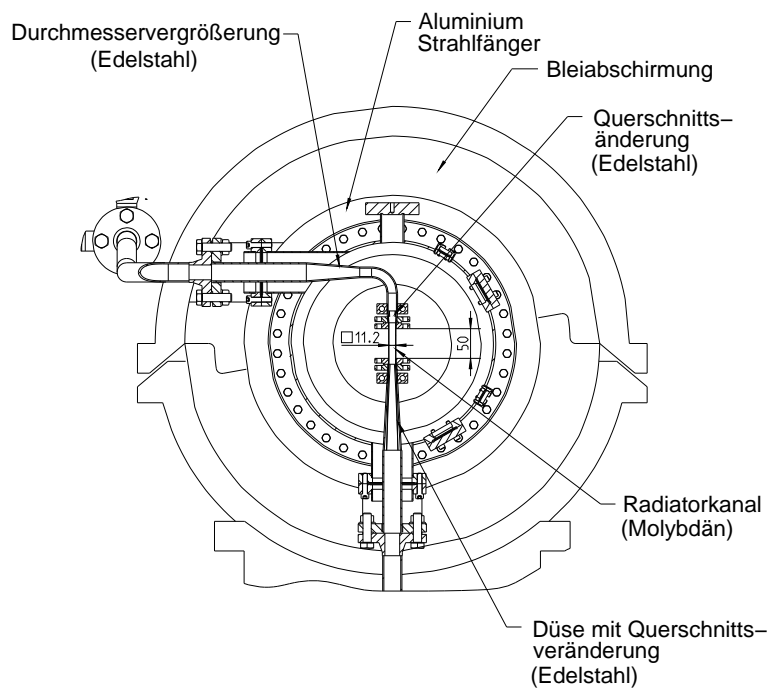 Durchmesservergrößerung
(Edelstahl)
Aluminium
Strahlfänger
Bleiabschirmung
Querschnitts–
änderung
(Edelstahl)
□11.2
50
Radiatorkanal
(Molybdän)
Düse mit Querschnitts–
veränderung
(Edelstahl)